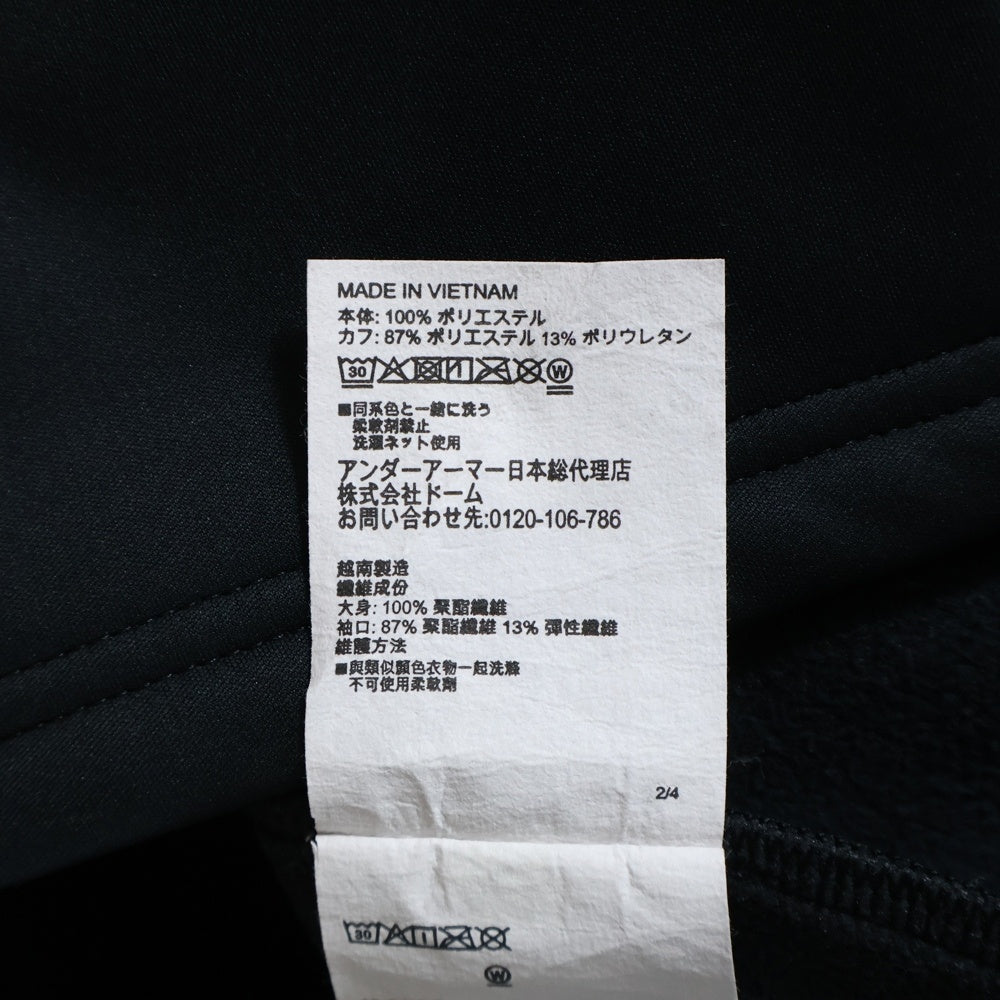 MADE IN VIETNAM
本体: 100% ポリエステル
カフ: 87% ポリエステル 13% ポリウレタン
30 W
■同系色と一緒に洗う
柔軟剤禁止
洗濯ネット使用
アンダーアーマー日本総代理店
株式会社ドーム
お問い合わせ先:0120-106-786
越南製造
纖維成份
大身: 100% 聚酯纖維
袖口: 87% 聚酯纖維 13% 彈性纖維
維護方法
■與類似顏色衣物一起洗滌
不可使用柔軟劑
2/4
30
W